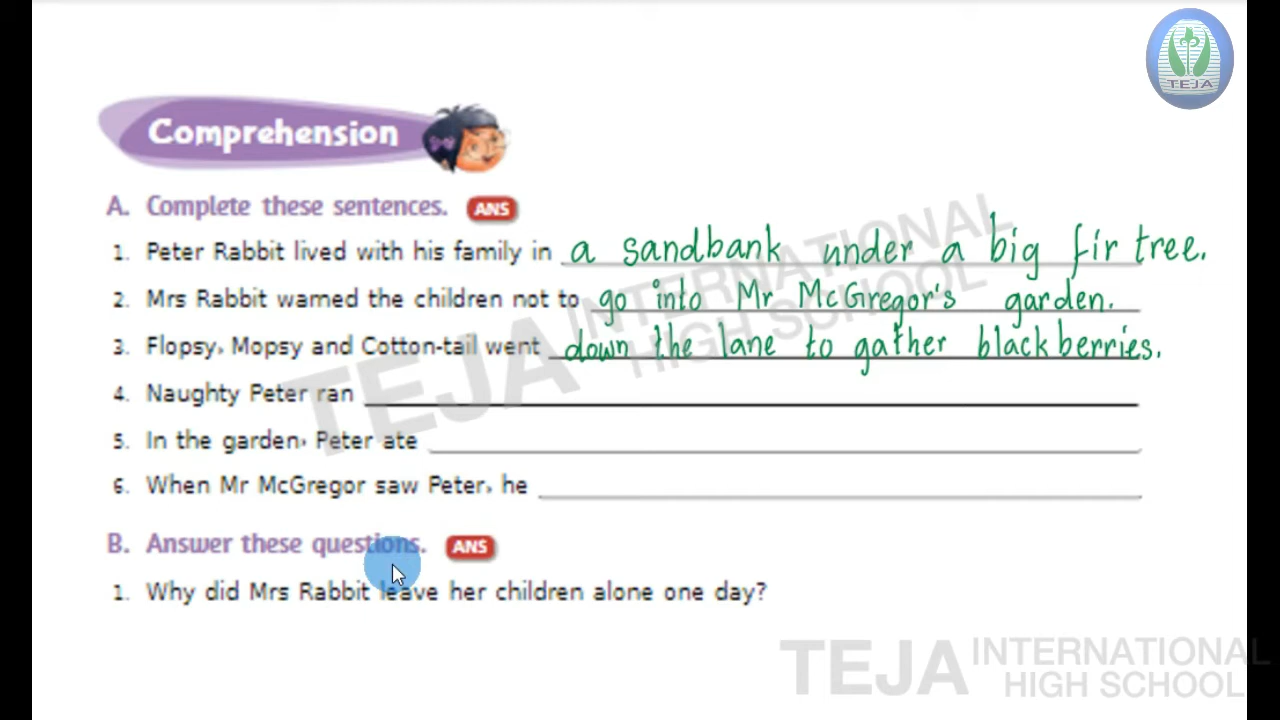 TEJA
Comprehension
A. Complete these sentences. ANS
1. Peter Rabbit lived with his family in a sandbank under a big fir tree.
2. Mrs Rabbit warned the children not to go into Mr McGregor's garden.
3. Flopsy, Mopsy and Cotton-tail went down the lane to gather blackberries.
4. Naughty Peter ran
5. In the garden, Peter ate
6. When Mr McGregor saw Peter, he
B. Answer these questions. ANS
1. Why did Mrs Rabbit leave her children alone one day?
TEJA INTERNATIONAL HIGH SCHOOL
TEJA INTERNATIONAL HIGH SCHOOL